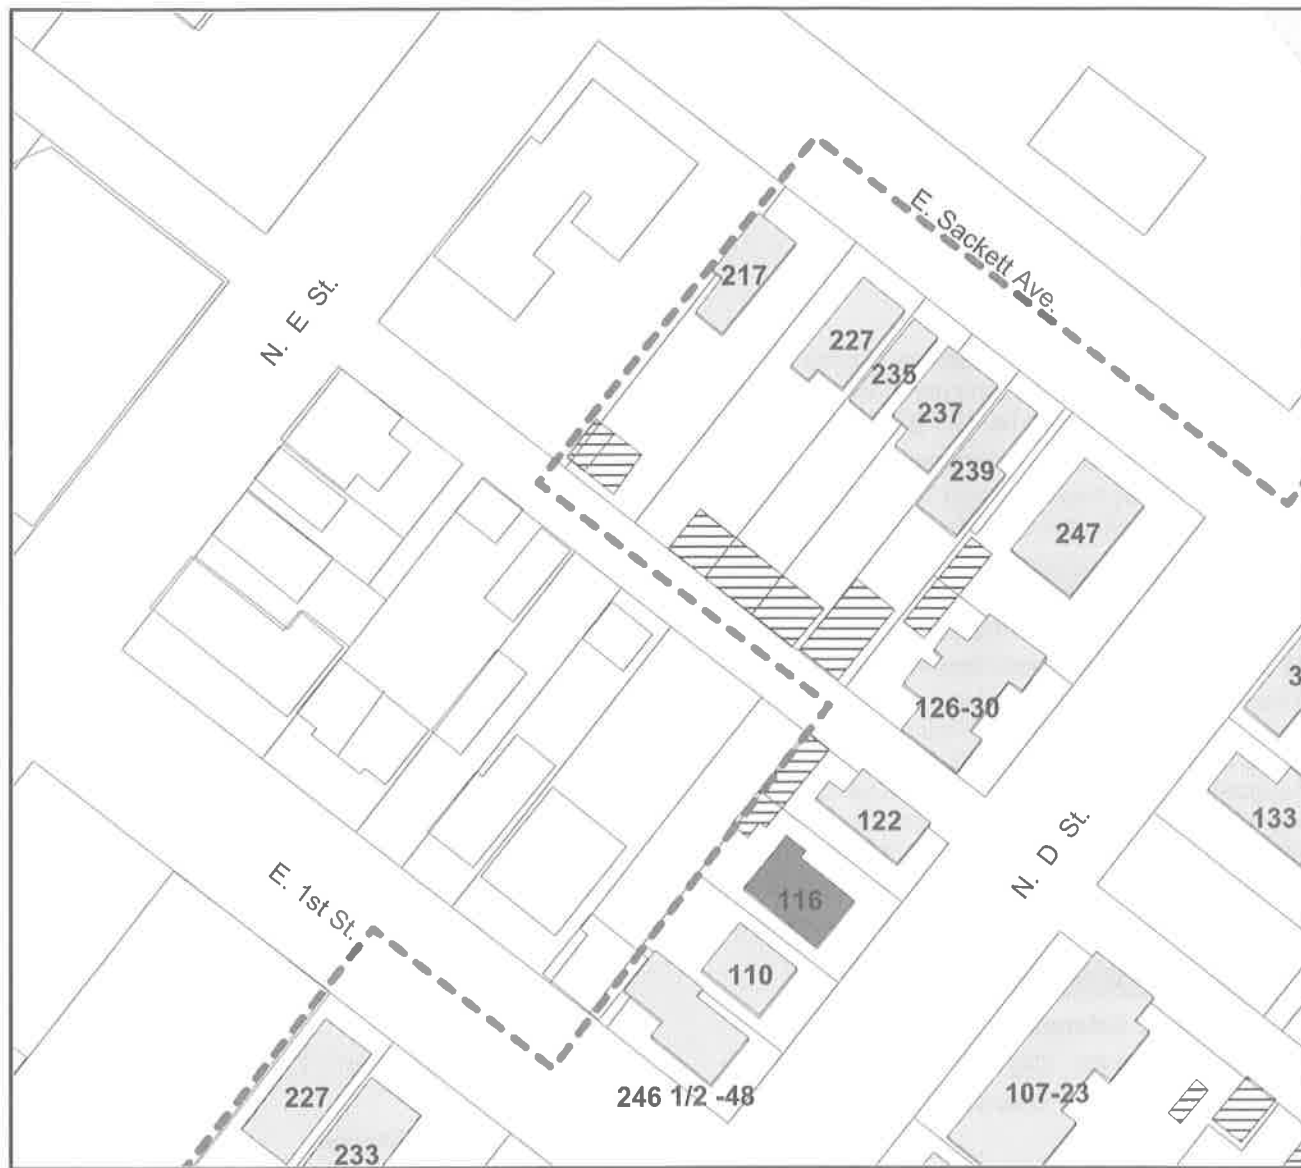 E. Sackett Ave.
217
N. E St.
227
235
237
239
247
126-30
122
133
N. D St.
116
E. 1st St.
110
246 1/2 -48
107-23
227
233